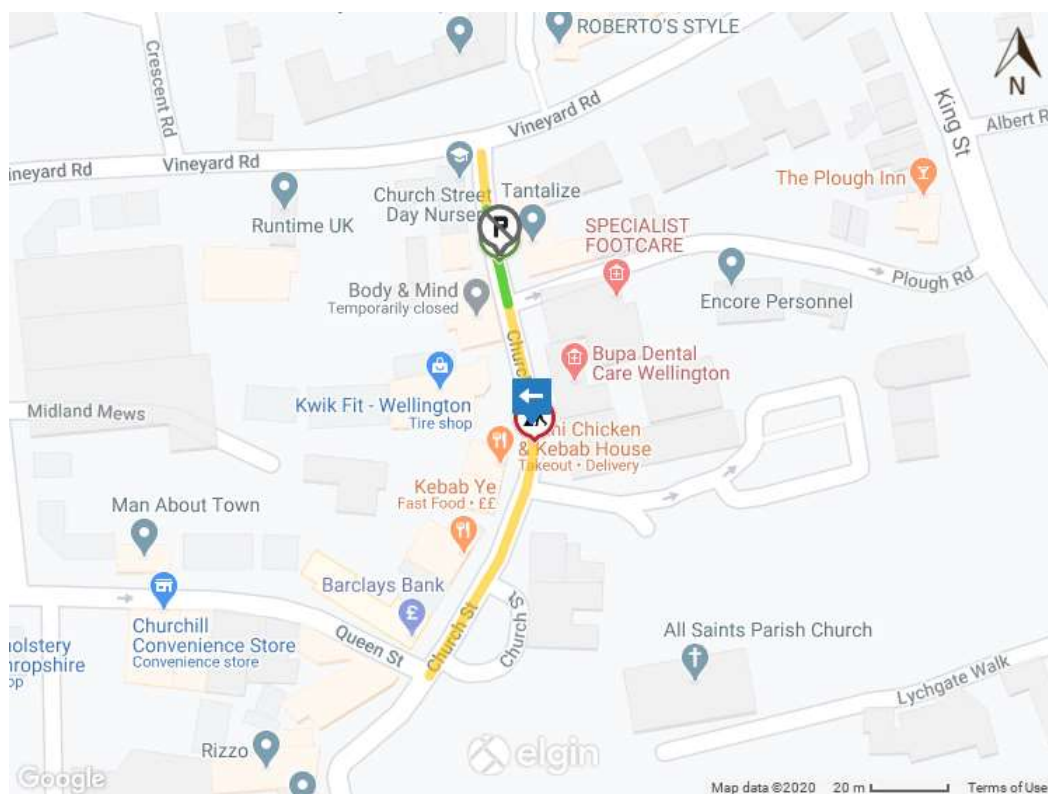 ROBERTO'S STYLE
Crescent Rd
Vineyard Rd
King St
N
Albert R
ineyard Rd
Vineyard Rd
Church Street
Day Nurser
Tantalize
The Plough Inn
Runtime UK
P
SPECIALIST
FOOTCARE
Plough Rd
Body & Mind
Temporarily closed
Encore Personnel
Church
Bupa Dental
Care Wellington
Kwik Fit - Wellington
Tire shop
Midland Mews
ni Chicken
& Kebab House
Takeout • Delivery
Kebab Ye
Fast Food • ££
Man About Town
Barclays Bank
£
Church St
Church St
Queen St
Churchill
Convenience Store
Convenience store
olstery
hropshire
op
All Saints Parish Church
Lychgate Walk
Rizzo
elgin
Google
Map data ©2020 20 m Terms of Use